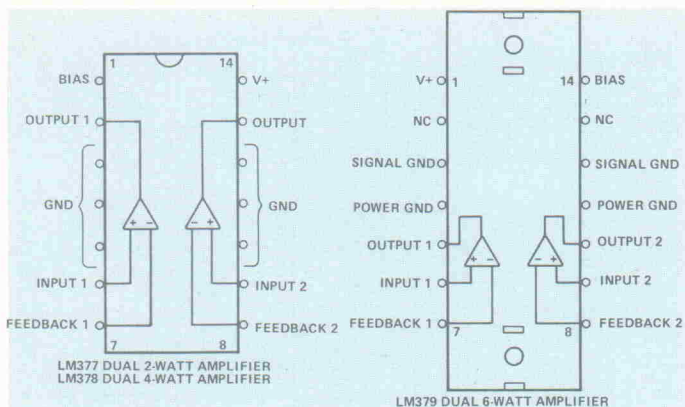 1 14
BIAS V+
OUTPUT 1 OUTPUT
GND GND
+ - - +
INPUT 1 INPUT 2
FEEDBACK 1 FEEDBACK 2
7 8
LM377 DUAL 2-WATT AMPLIFIER
LM378 DUAL 4-WATT AMPLIFIER
V+ 1 14 BIAS
NC NC
SIGNAL GND SIGNAL GND
POWER GND POWER GND
OUTPUT 1 OUTPUT 2
+ - - +
INPUT 1 INPUT 2
FEEDBACK 1 FEEDBACK 2
7 8
LM379 DUAL 6-WATT AMPLIFIER